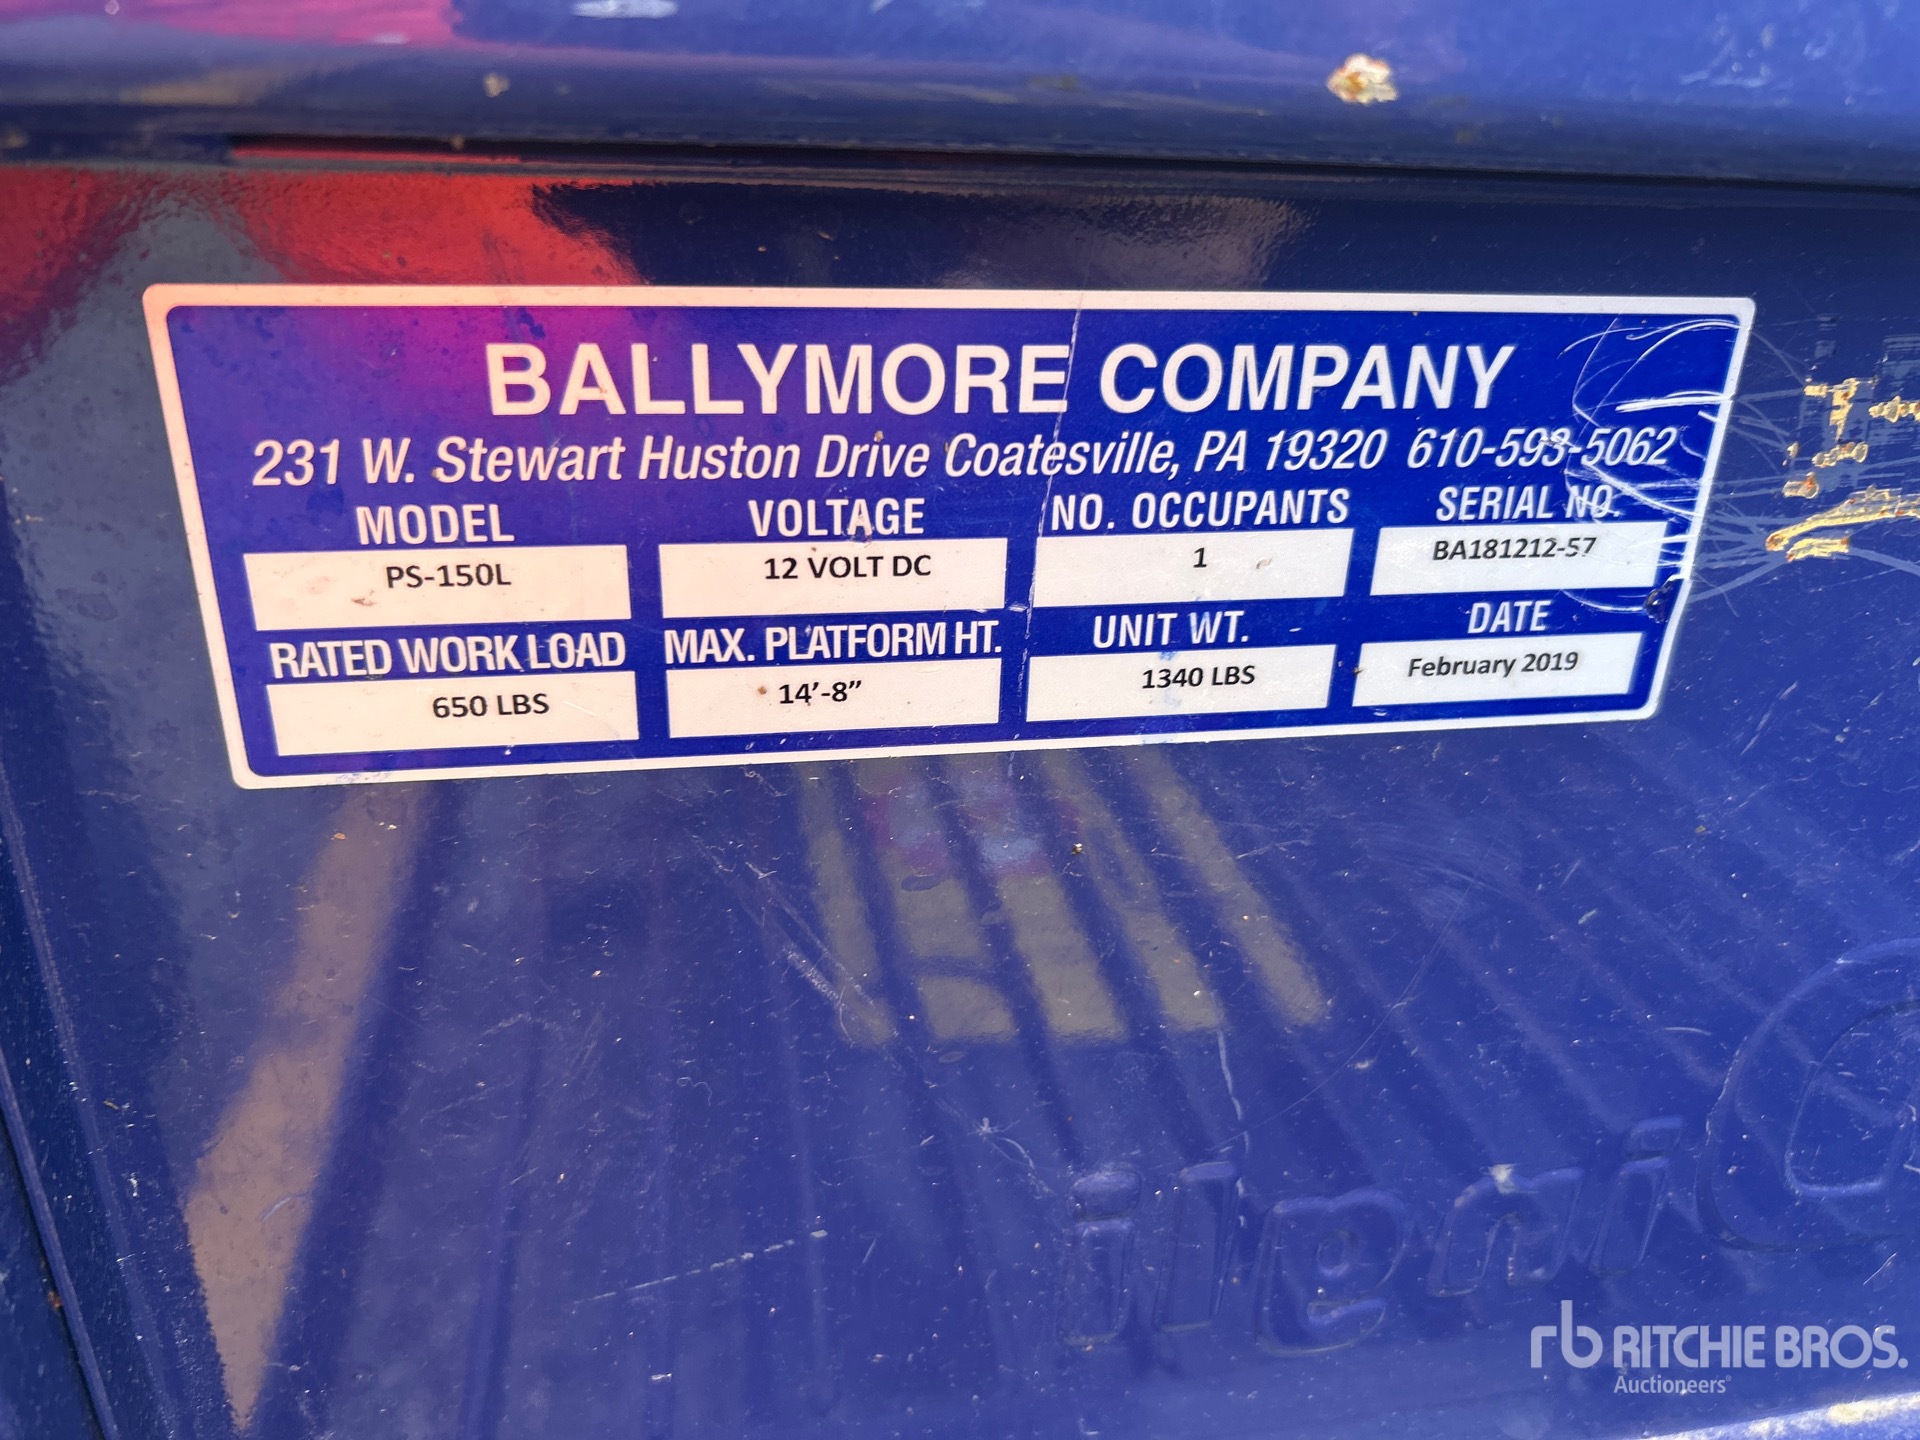 BALLYMORE COMPANY
231 W. Stewart Huston Drive Coatesville, PA 19320 610-593-5062
MODEL VOLTAGE NO. OCCUPANTS SERIAL NO.
PS-150L 12 VOLT DC 1 BA181212-57
RATED WORK LOAD MAX. PLATFORM HT. UNIT WT. DATE
650 LBS 14'-8" 1340 LBS February 2019
rb RITCHIE BROS.
Auctioneers